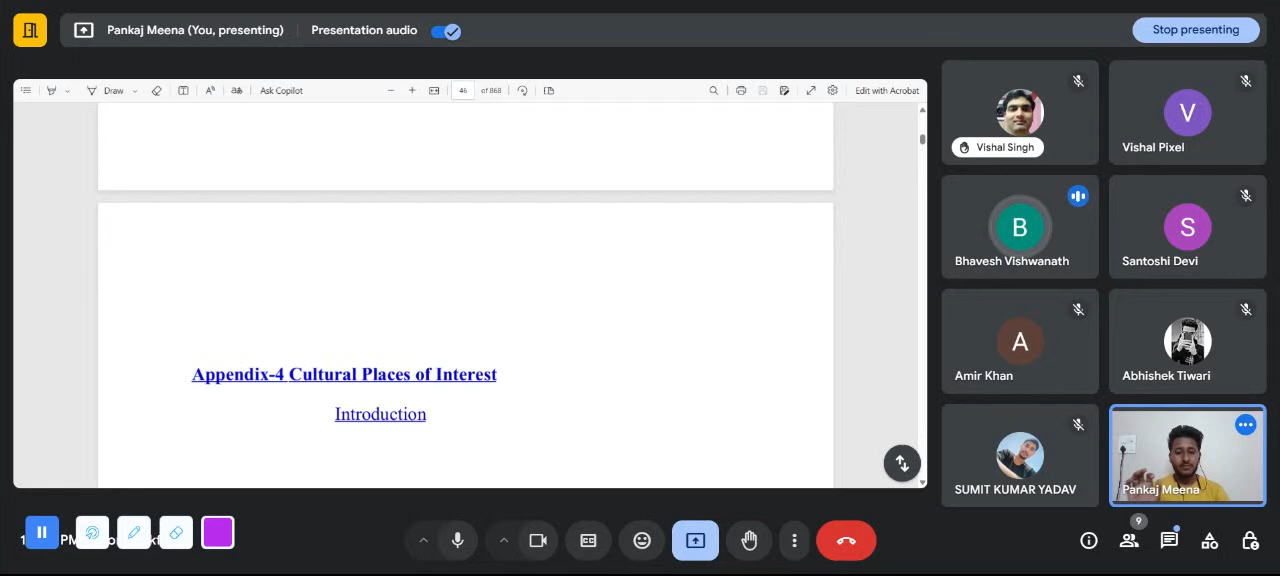 Pankaj Meena (You, presenting)
Presentation audio
Stop presenting
Draw
Ask Copilot
46
of 868
Edit with Acrobat
Appendix-4 Cultural Places of Interest
Introduction
Vishal Singh
V
Vishal Pixel
B
Bhavesh Vishwanath
S
Santoshi Devi
A
Amir Khan
Abhishek Tiwari
SUMIT KUMAR YADAV
Pankaj Meena
9